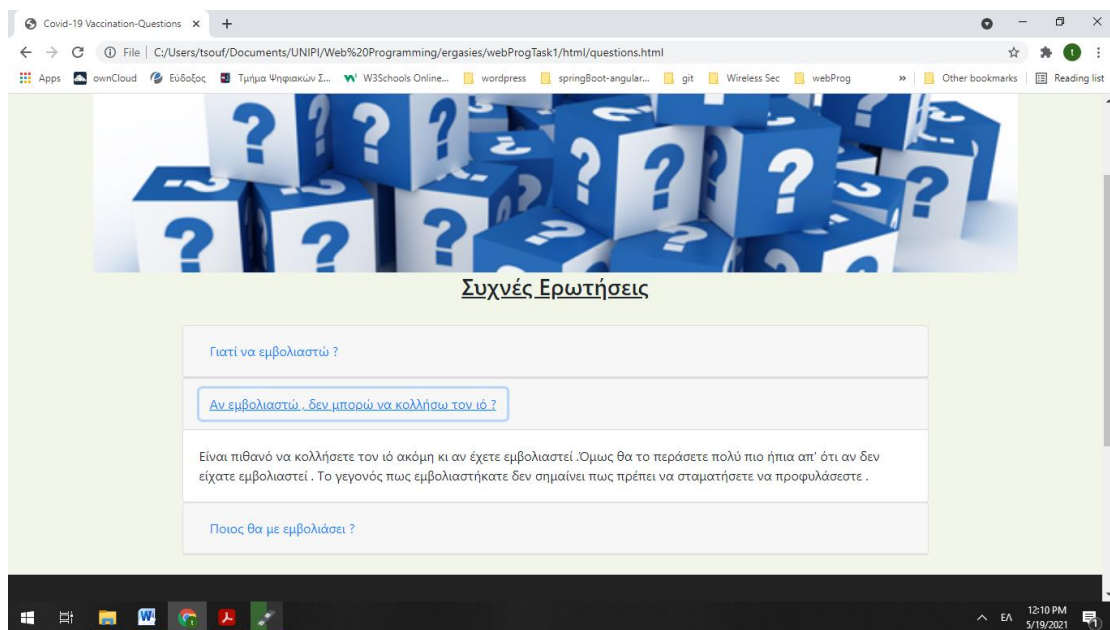 Covid-19 Vaccination-Questions
File | C:/Users/tsouf/Documents/UNIPI/Web%20Programming/ergasies/webProgTask1/html/questions.html
Apps ownCloud Εύδοξος Τμήμα Ψηφιακών Σ... W3Schools Online... wordpress springBoot-angular... git Wireless Sec webProg » Other bookmarks Reading list
? ? ? ? ? ? ? ? ? ? ? ? ?
Συχνές Ερωτήσεις
Γιατί να εμβολιαστώ ?
Αν εμβολιαστώ , δεν μπορώ να κολλήσω τον ιό ?
Είναι πιθανό να κολλήσετε τον ιό ακόμη κι αν έχετε εμβολιαστεί .Όμως θα το περάσετε πολύ πιο ήπια απ' ότι αν δεν
είχατε εμβολιαστεί . Το γεγονός πως εμβολιαστήκατε δεν σημαίνει πως πρέπει να σταματήσετε να προφυλάσεστε .
Ποιος θα με εμβολιάσει ?
ΕΛ
12:10 PM
5/19/2021